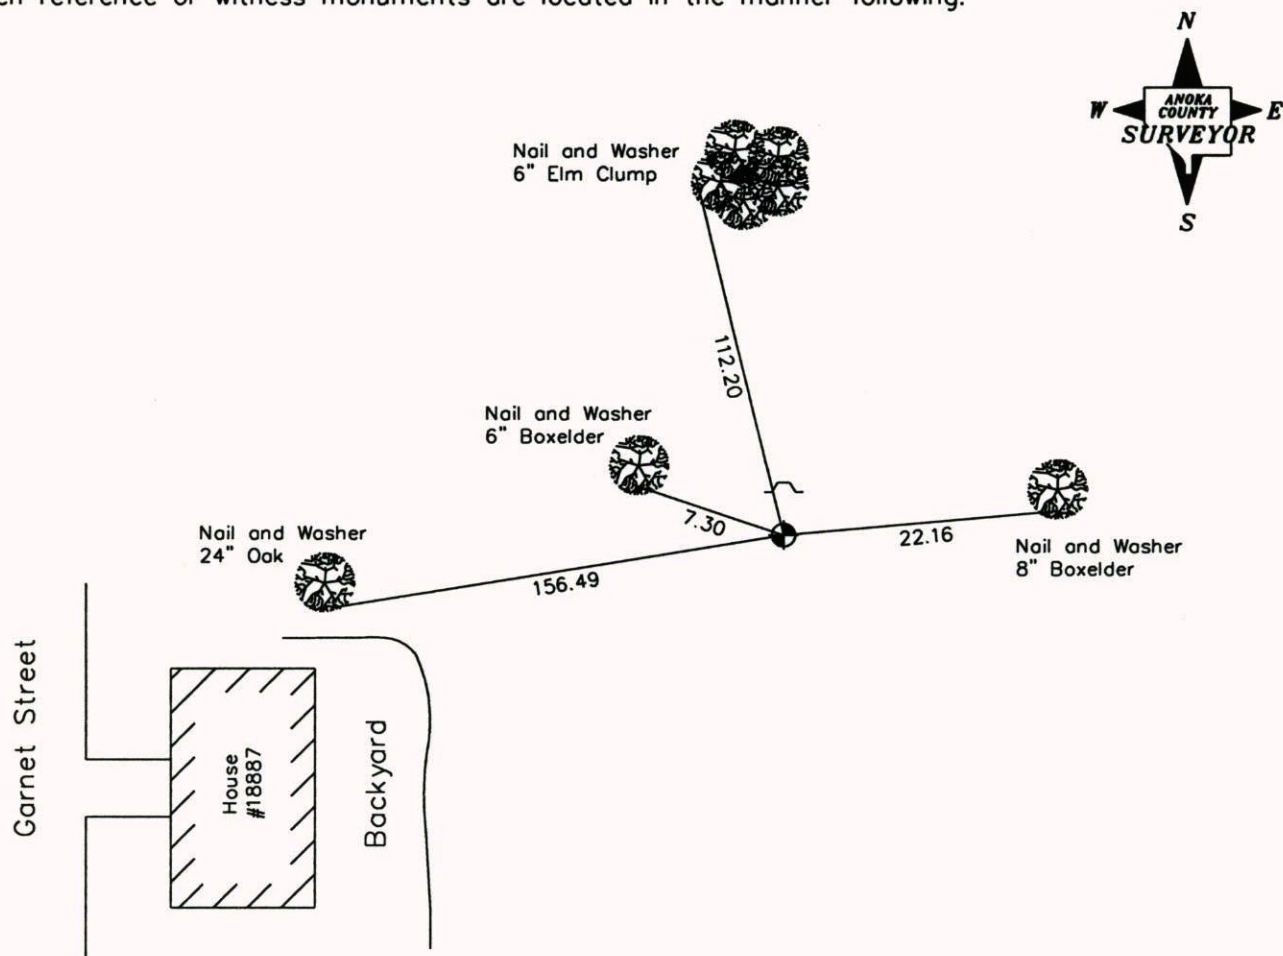 reference or witness monuments are located in the manner following:
N
W
ANOKA
COUNTY
E
SURVEYOR
S
Nail and Washer
6" Elm Clump
112.20
Nail and Washer
6" Boxelder
7.30
22.16
Nail and Washer
8" Boxelder
Nail and Washer
24" Oak
156.49
Garnet Street
House
#18887
Backyard